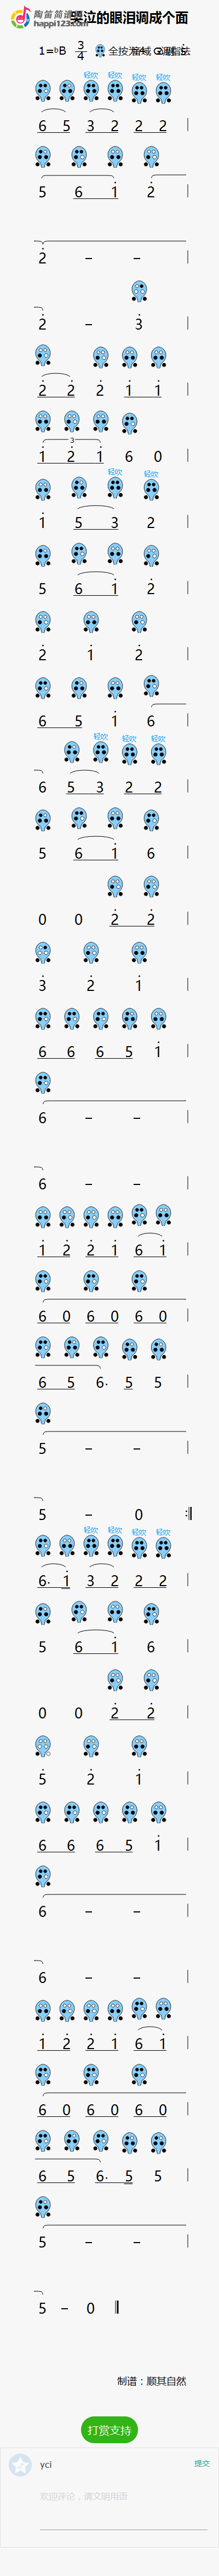 陶笛简谱网
happi123.com
哭泣的眼泪调成个面
1=♭B 3/4
轻吹 轻吹 轻吹 轻吹
6 5 3 2 2 2 |
5 6 1̇ 2̇ |
2̇ – – |
2̇ – 3̇ |
2̇ 2̇ 2̇ 1̇ 1̇ |
3
1̇ 2̇ 1̇ 6 0 |
轻吹 轻吹
1̇ 5 3 2 |
5 6 1̇ 2̇ |
2̇ 1̇ 2̇ |
6 5 1̇ 6 |
轻吹 轻吹 轻吹
6 5 3 2 2 |
5 6 1̇ 6 |
0 0 2̇ 2̇ |
3̇ 2̇ 1̇ |
6 6 6 5 1̇ |
6 – – |
6 – – |
1̇ 2̇ 2̇ 1̇ 6 1̇ |
6 0 6 0 6 0 |
6 5 6· 5 5 |
5 – – |
5 – 0 :|
轻吹 轻吹 轻吹 轻吹
6· 1̇ 3 2 2 2 |
5 6 1̇ 6 |
0 0 2̇ 2̇ |
5̇ 2̇ 1̇ |
6 6 6 5 1̇ |
6 – – |
6 – – |
1̇ 2̇ 2̇ 1̇ 6 1̇ |
6 0 6 0 6 0 |
6 5 6· 5 5 |
5 – – |
5 – 0 ‖
制谱：顺其自然
打赏支持
yci
提交
欢迎评论，请文明用语